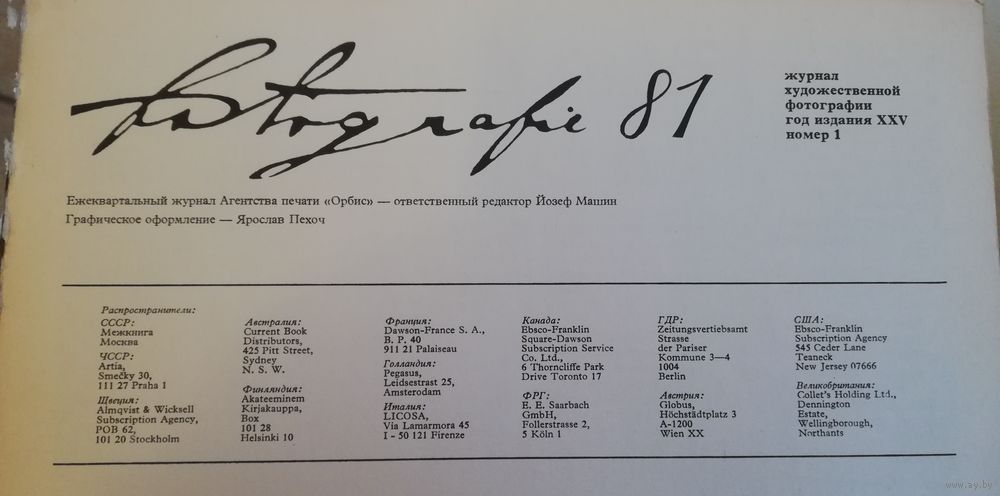 fotografie 81
журнал
художественной
фотографии
год издания XXV
номер 1
Ежеквартальный журнал Агентства печати «Орбис» — ответственный редактор Йозеф Машин
Графическое оформление — Ярослав Пехоч
Распространители:
СССР:
Межкнига
Москва
ЧССР:
Artia,
Smečky 30,
111 27 Praha 1
Швеция:
Almqvist & Wicksell
Subscription Agency,
POB 62,
101 20 Stockholm
Австралия:
Current Book
Distributors,
425 Pitt Street,
Sydney
N. S. W.
Финляндия:
Akateeminem
Kirjakauppa,
Box
101 28
Helsinki 10
Франция:
Dawson-France S. A.,
B. P. 40
911 21 Palaiseau
Голландия:
Pegasus,
Leidsestrast 25,
Amsterdam
Италия:
LICOSA,
Via Lamarmora 45
I - 50 121 Firenze
Канада:
Ebsco-Franklin
Square-Dawson
Subscription Service
Co. Ltd.,
6 Thorncliffe Park
Drive Toronto 17
ФРГ:
E. E. Saarbach
GmbH,
Follerstrasse 2,
5 Köln 1
ГДР:
Zeitungsvertiebsamt
Strasse
der Pariser
Kommune 3—4
1004
Berlin
Австрия:
Globus,
Höchstädtplatz 3
A-1200
Wien XX
США:
Ebsco-Franklin
Subscription Agency
545 Ceder Lane
Teaneck
New Jersey 07666
Великобритания:
Collet's Holding Ltd.,
Dennington
Estate,
Wellingborough,
Northants
www.ay.by